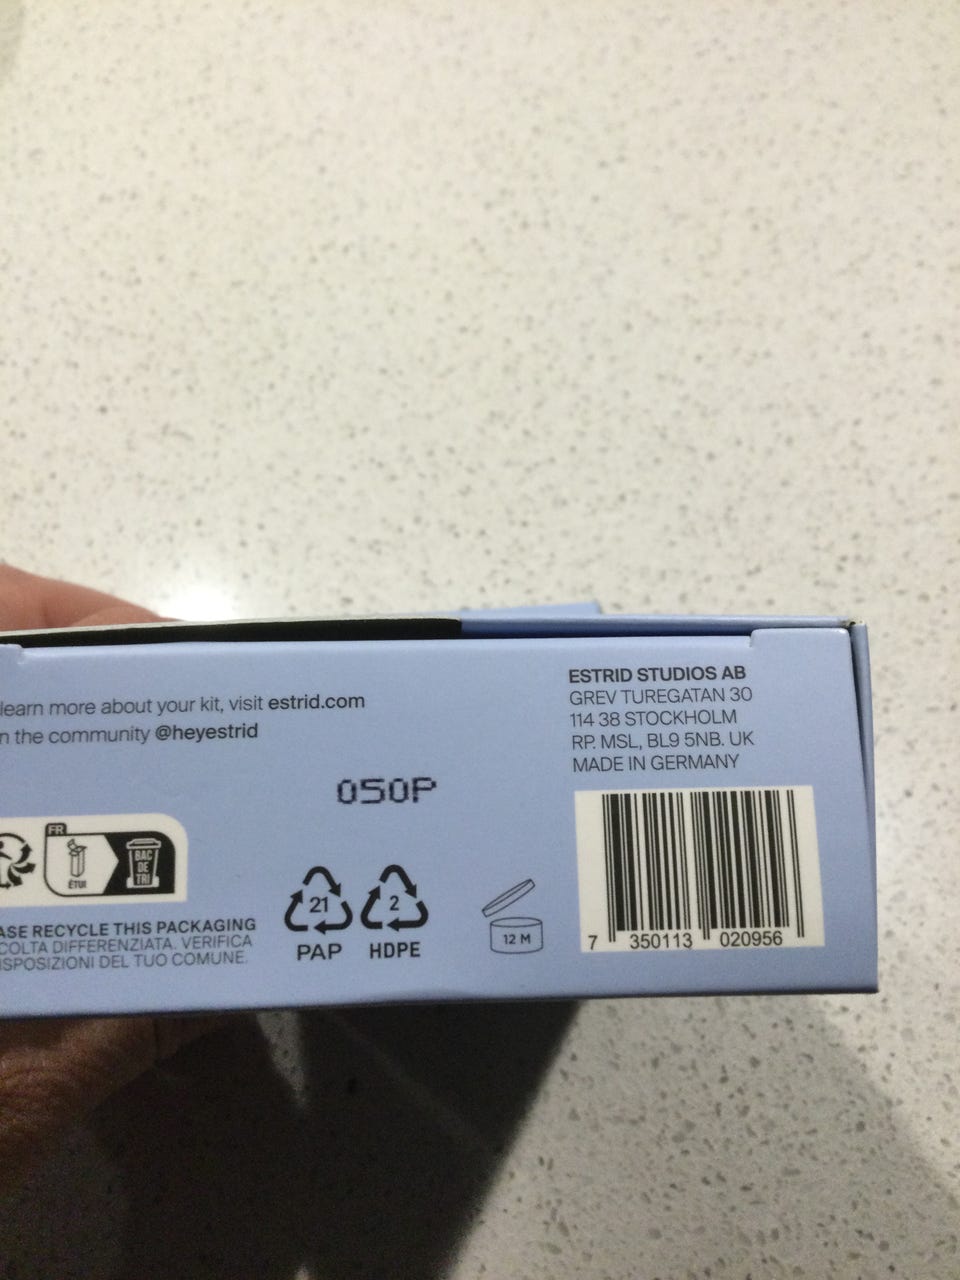 learn more about your kit, visit estrid.com
n the community @heyestrid
050P
FR
ÉTUI
BAC
DE
TRI
ASE RECYCLE THIS PACKAGING
COLTA DIFFERENZIATA. VERIFICA
ISPOSIZIONI DEL TUO COMUNE.
21
PAP
2
HDPE
12 M
ESTRID STUDIOS AB
GREV TUREGATAN 30
114 38 STOCKHOLM
RP. MSL, BL9 5NB. UK
MADE IN GERMANY
7 350113 020956